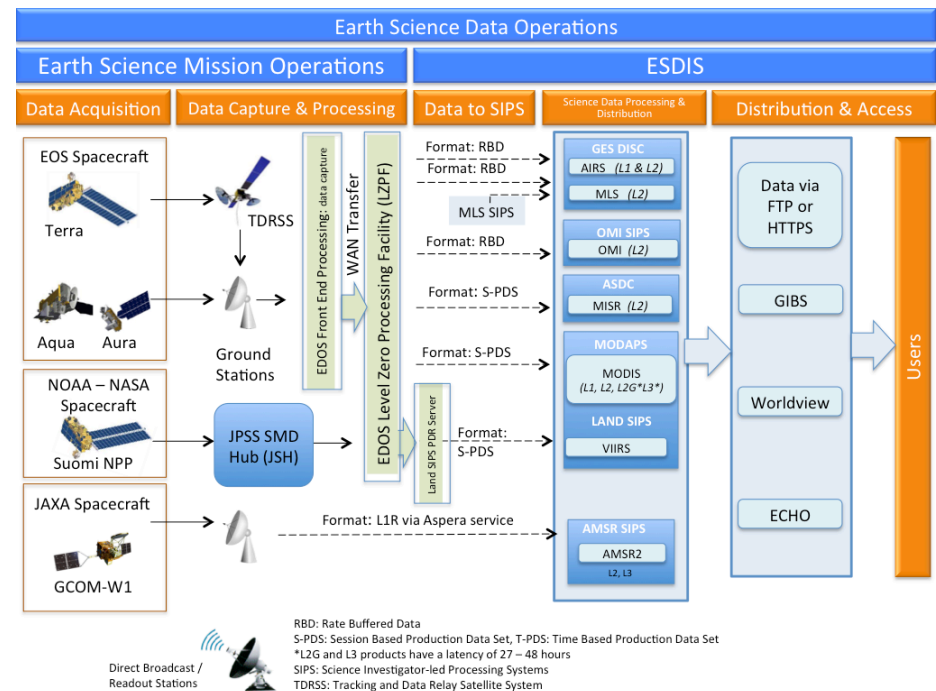 Earth Science Data Operations
Earth Science Mission Operations
ESDIS
Data Acquisition
Data Capture & Processing
Data to SIPS
Science Data Processing &
Distribution
Distribution & Access
EOS Spacecraft
Terra
Aqua
Aura
NOAA – NASA
Spacecraft
Suomi NPP
JAXA Spacecraft
GCOM-W1
TDRSS
Ground
Stations
JPSS SMD
Hub (JSH)
EDOS Front End Processing: data capture
WAN Transfer
EDOS Level Zero Processing Facility (LZPF)
Land SIPS PDR Server
Format: RBD
Format: RBD
MLS SIPS
Format: RBD
Format: S-PDS
Format: S-PDS
Format:
S-PDS
Format: L1R via Aspera service
GES DISC
AIRS (L1 & L2)
MLS (L2)
OMI SIPS
OMI (L2)
ASDC
MISR (L2)
MODAPS
MODIS
(L1, L2, L2G*L3*)
LAND SIPS
VIIRS
AMSR SIPS
AMSR2
L2, L3
Data via
FTP or
HTTPS
GIBS
Worldview
ECHO
Users
Direct Broadcast /
Readout Stations
RBD: Rate Buffered Data
S-PDS: Session Based Production Data Set, T-PDS: Time Based Production Data Set
*L2G and L3 products have a latency of 27 – 48 hours
SIPS: Science Investigator-led Processing Systems
TDRSS: Tracking and Data Relay Satellite System